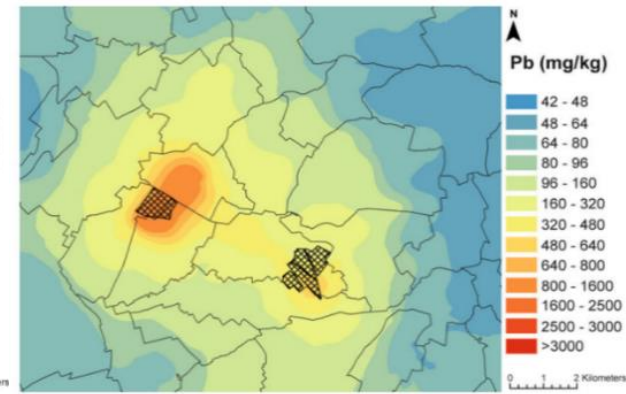 N
Pb (mg/kg)
42 - 48
48 - 64
64 - 80
80 - 96
96 - 160
160 - 320
320 - 480
480 - 640
640 - 800
800 - 1600
1600 - 2500
2500 - 3000
>3000
0 1 2 Kilometers
ers